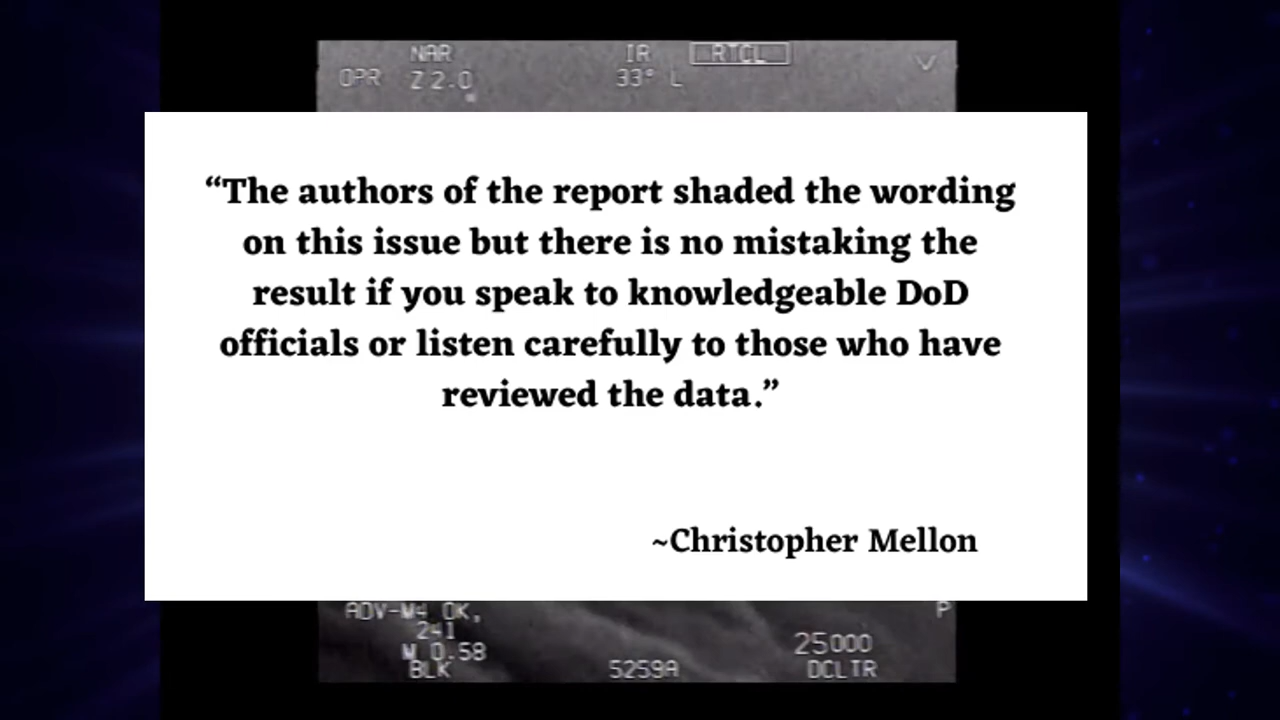 NAR IR RTCL
OPR Z 2.0 33° L
“The authors of the report shaded the wording
on this issue but there is no mistaking the
result if you speak to knowledgeable DoD
officials or listen carefully to those who have
reviewed the data.”
~Christopher Mellon
ADV-M4 OK, P
241 25000
M 0.58
BLK 5259A DCLTR